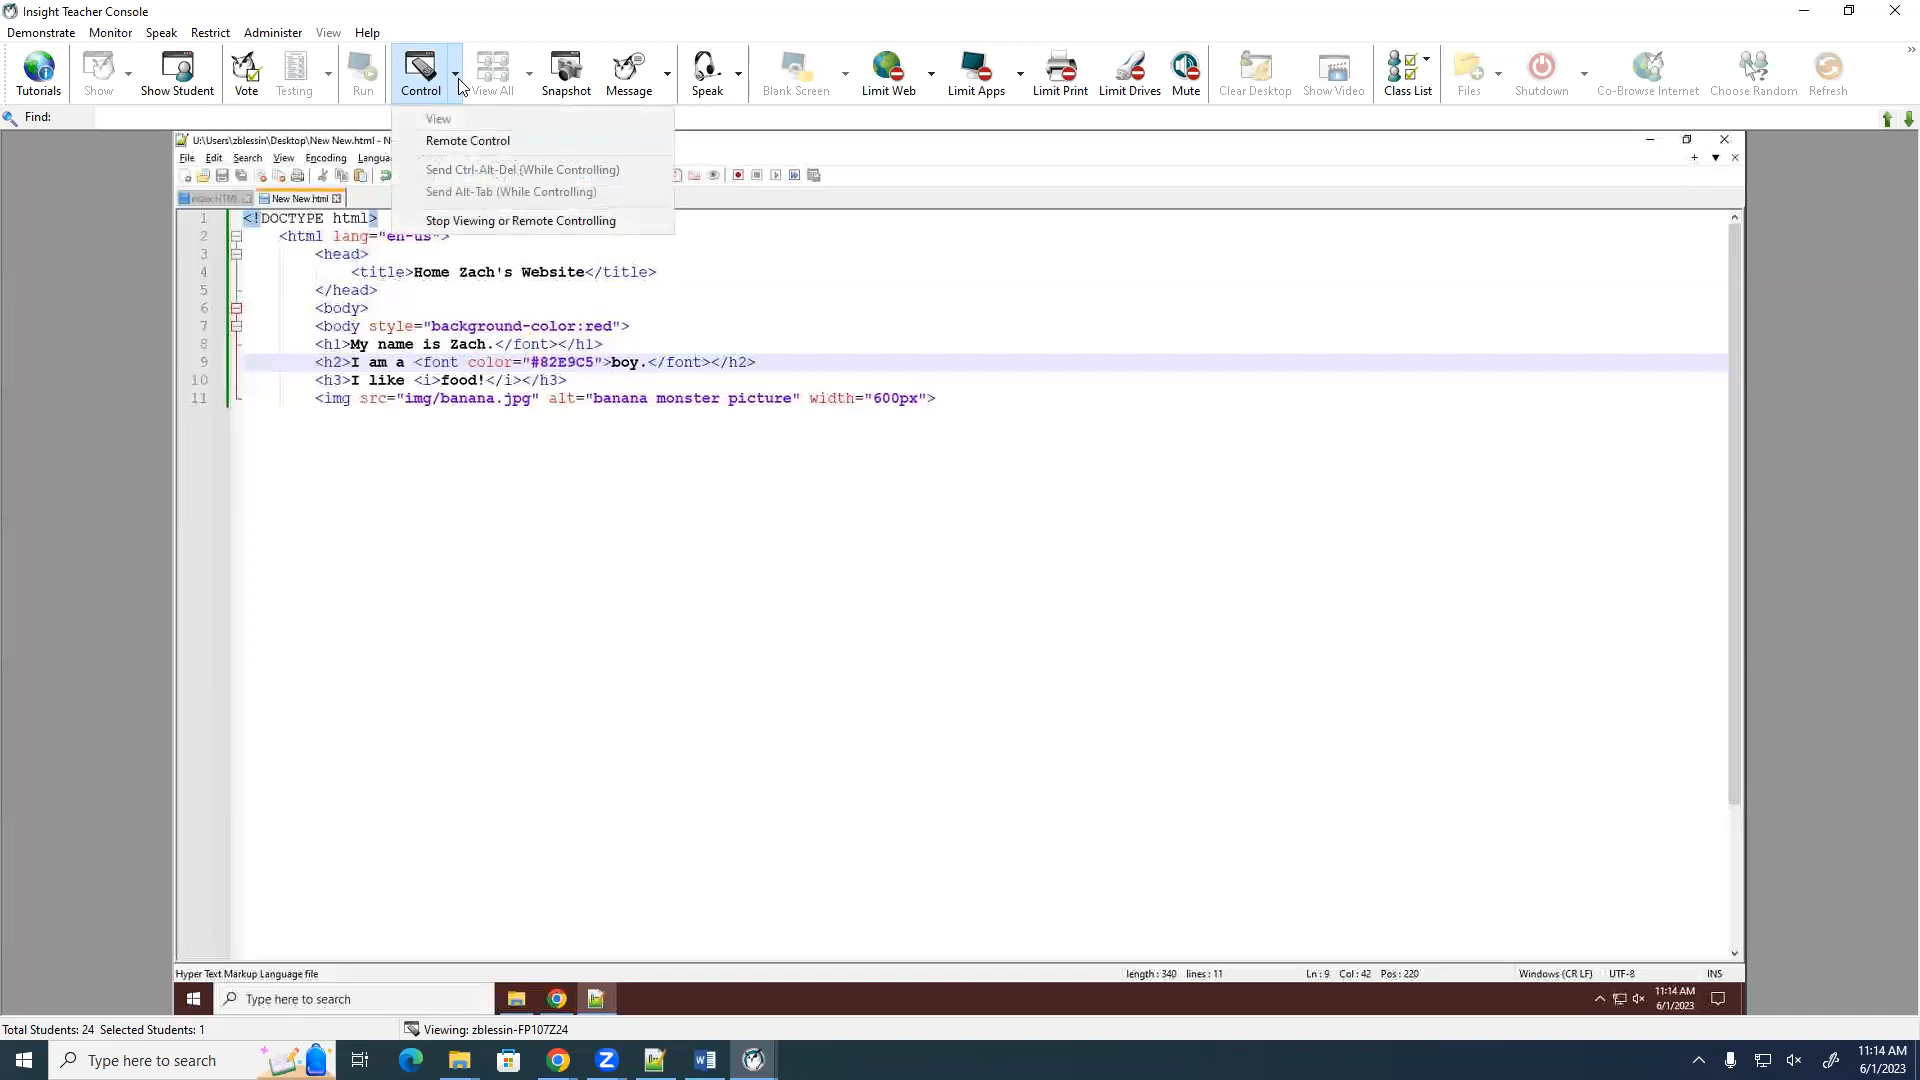 Insight Teacher Console
Demonstrate Monitor Speak Restrict Administer View Help
Tutorials Show Show Student Vote Testing Run Control View All Snapshot Message Speak Blank Screen Limit Web Limit Apps Limit Print Limit Drives Mute Clear Desktop Show Video Class List Files Shutdown Co-Browse Internet Choose Random Refresh
Find:
View
Remote Control
Send Ctrl-Alt-Del (While Controlling)
Send Alt-Tab (While Controlling)
Stop Viewing or Remote Controlling
U:\Users\zblessin\Desktop\New New.html - N
File Edit Search View Encoding Langua
index.HTML New New.html
1 <!DOCTYPE html>
2 <html lang="en-us">
3 <head>
4 <title>Home Zach's Website</title>
5 </head>
6 <body>
7 <body style="background-color:red">
8 <h1>My name is Zach.</font></h1>
9 <h2>I am a <font color="#82E9C5">boy.</font></h2>
10 <h3>I like <i>food!</i></h3>
11 <img src="img/banana.jpg" alt="banana monster picture" width="600px">
Hyper Text Markup Language file length : 340 lines : 11 Ln : 9 Col : 42 Pos : 220 Windows (CR LF) UTF-8 INS
Type here to search 11:14 AM
6/1/2023
Total Students: 24 Selected Students: 1 Viewing: zblessin-FP107Z24
Type here to search 11:14 AM
6/1/2023